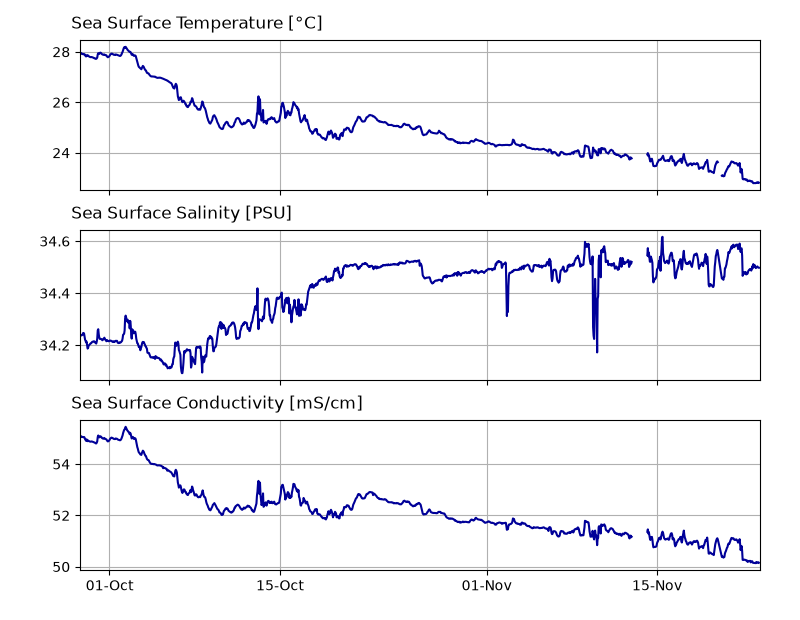 Sea Surface Temperature [°C]
28
26
24
Sea Surface Salinity [PSU]
34.6
34.4
34.2
Sea Surface Conductivity [mS/cm]
54
52
50
01-Oct 15-Oct 01-Nov 15-Nov